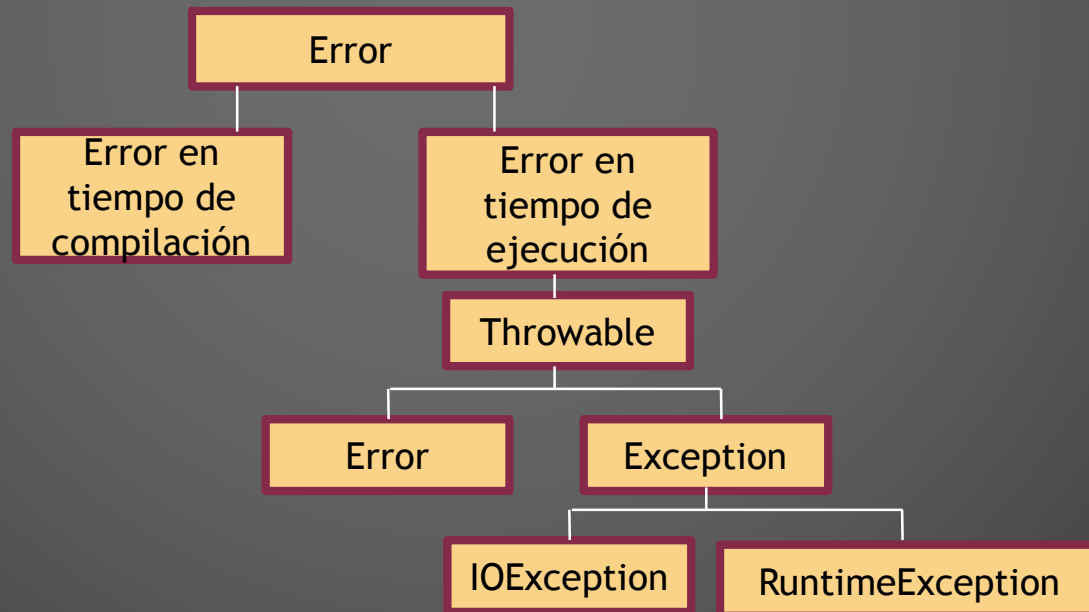 Error
Error en
tiempo de
compilación
Error en
tiempo de
ejecución
Throwable
Error
Exception
IOException
RuntimeException